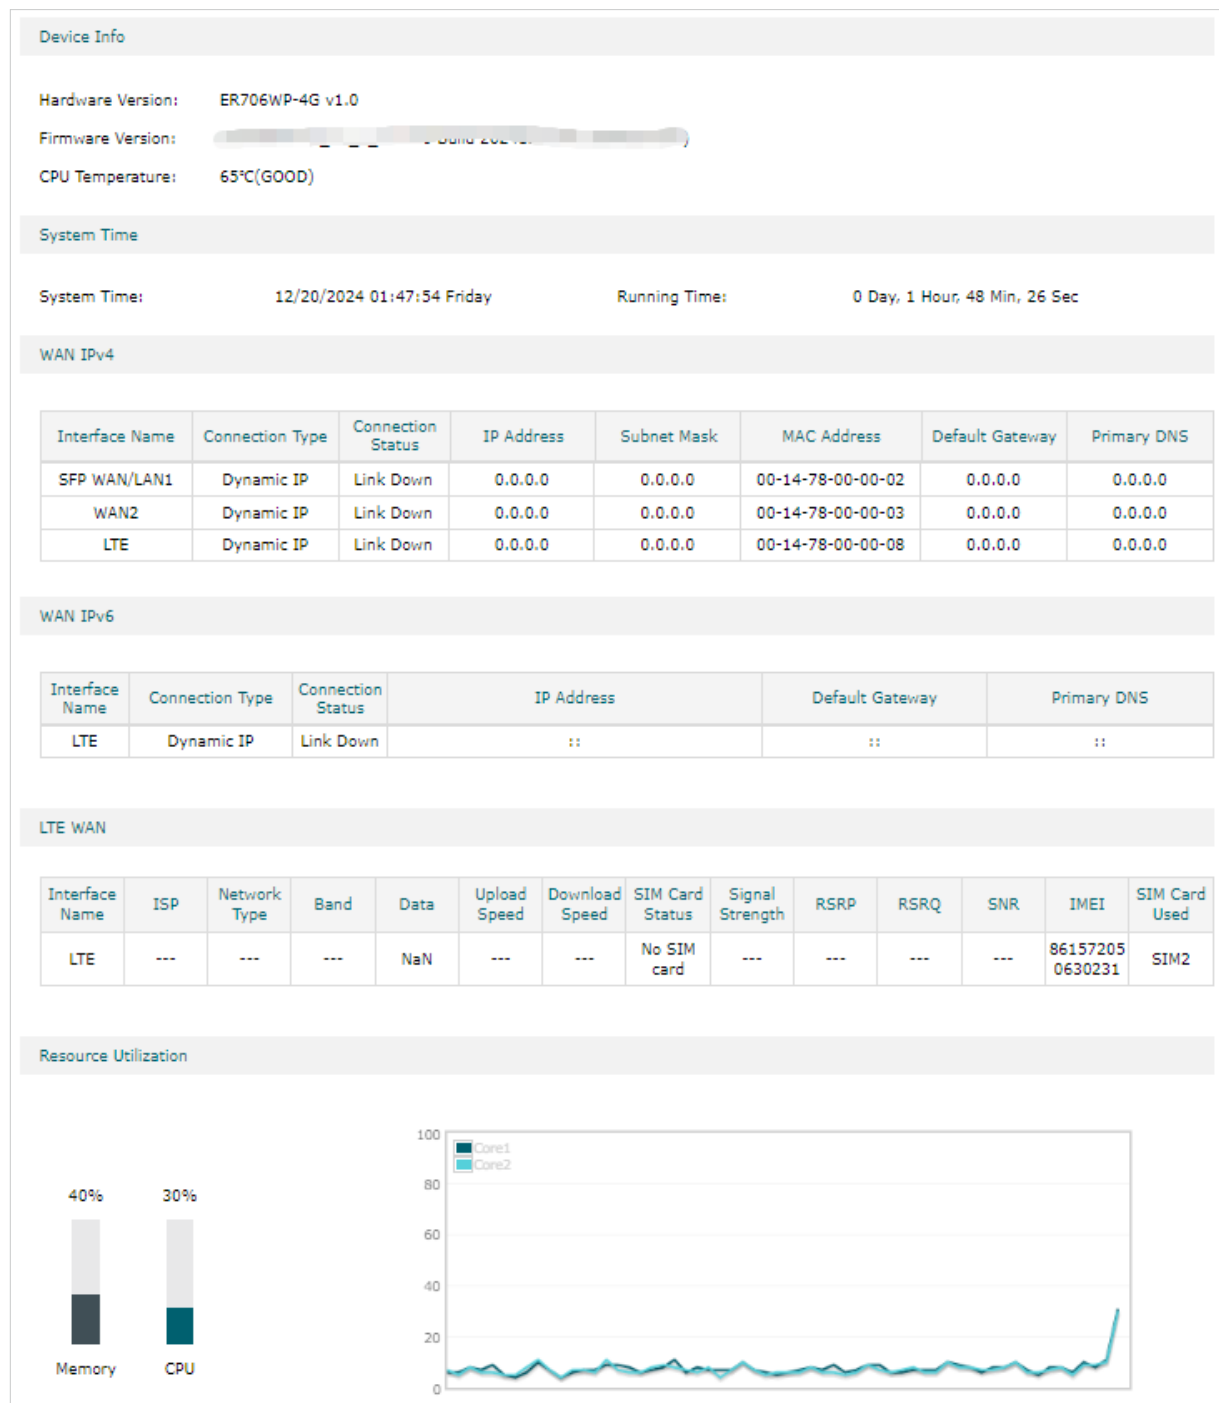 Device Info
Hardware Version: ER706WP-4G v1.0
Firmware Version:
CPU Temperature: 65°C(GOOD)
System Time
System Time: 12/20/2024 01:47:54 Friday Running Time: 0 Day, 1 Hour, 48 Min, 26 Sec
WAN IPv4
Interface Name Connection Type Connection Status IP Address Subnet Mask MAC Address Default Gateway Primary DNS
SFP WAN/LAN1 Dynamic IP Link Down 0.0.0.0 0.0.0.0 00-14-78-00-00-02 0.0.0.0 0.0.0.0
WAN2 Dynamic IP Link Down 0.0.0.0 0.0.0.0 00-14-78-00-00-03 0.0.0.0 0.0.0.0
LTE Dynamic IP Link Down 0.0.0.0 0.0.0.0 00-14-78-00-00-08 0.0.0.0 0.0.0.0
WAN IPv6
Interface Name Connection Type Connection Status IP Address Default Gateway Primary DNS
LTE Dynamic IP Link Down :: :: ::
LTE WAN
Interface Name ISP Network Type Band Data Upload Speed Download Speed SIM Card Status Signal Strength RSRP RSRQ SNR IMEI SIM Card Used
LTE --- --- --- NaN --- --- No SIM card --- --- --- --- 861572050630231 SIM2
Resource Utilization
100
Core1
Core2
80
40% 30%
60
40
20
Memory CPU
0